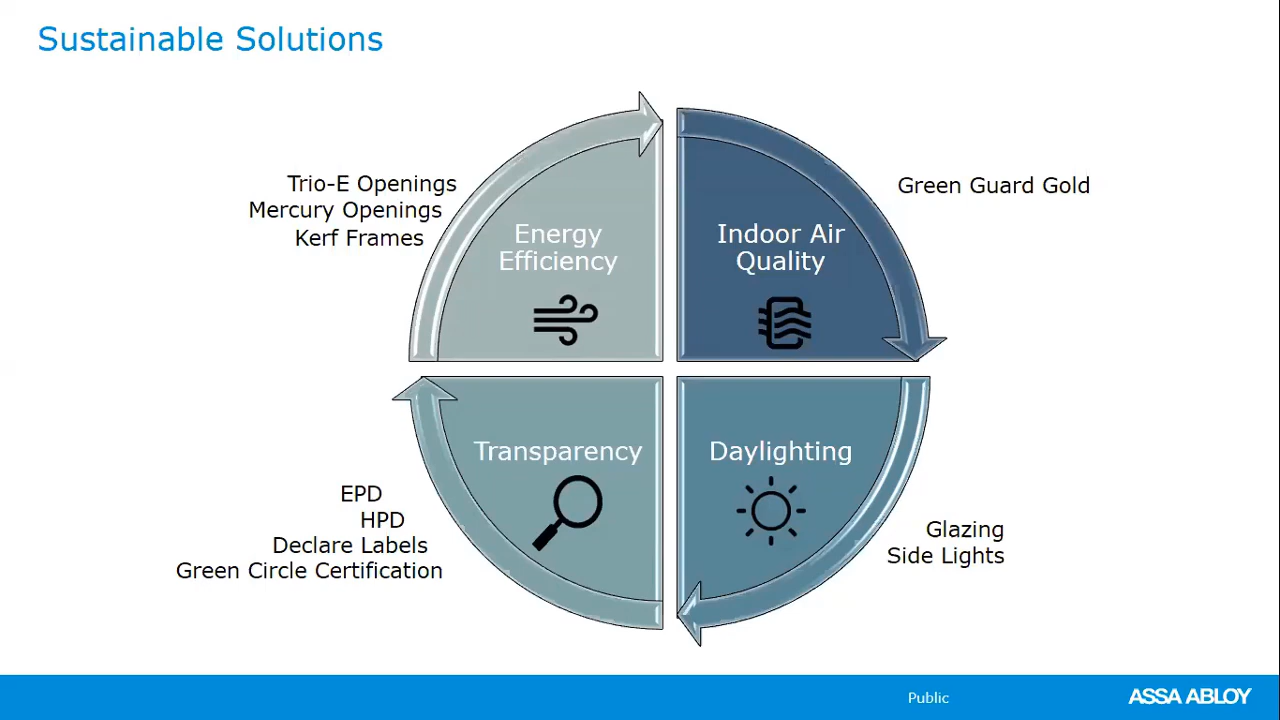 Sustainable Solutions
Trio-E Openings
Mercury Openings
Kerf Frames
Energy
Efficiency
Indoor Air
Quality
Green Guard Gold
Transparency
EPD
HPD
Declare Labels
Green Circle Certification
Daylighting
Glazing
Side Lights
Public
ASSA ABLOY